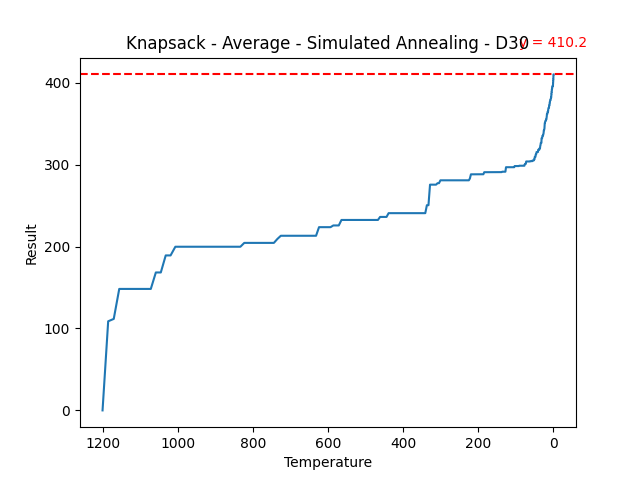 Knapsack - Average - Simulated Annealing - D30
y = 410.2
400
300
200
100
0
Result
1200 1000 800 600 400 200 0
Temperature